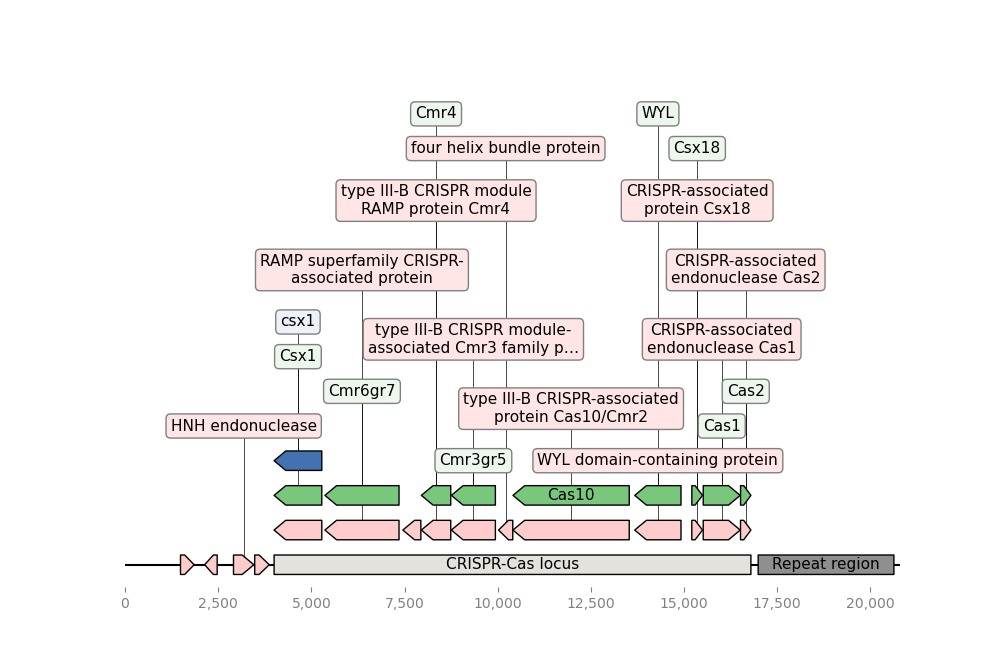 Cmr4
WYL
four helix bundle protein
Csx18
type III-B CRISPR module
RAMP protein Cmr4
CRISPR-associated
protein Csx18
RAMP superfamily CRISPR-
associated protein
CRISPR-associated
endonuclease Cas2
csx1
type III-B CRISPR module-
associated Cmr3 family p...
CRISPR-associated
endonuclease Cas1
Csx1
Cmr6gr7
type III-B CRISPR-associated
protein Cas10/Cmr2
Cas2
HNH endonuclease
Cas1
Cmr3gr5
WYL domain-containing protein
Cas10
CRISPR-Cas locus
Repeat region
0
2,500
5,000
7,500
10,000
12,500
15,000
17,500
20,000